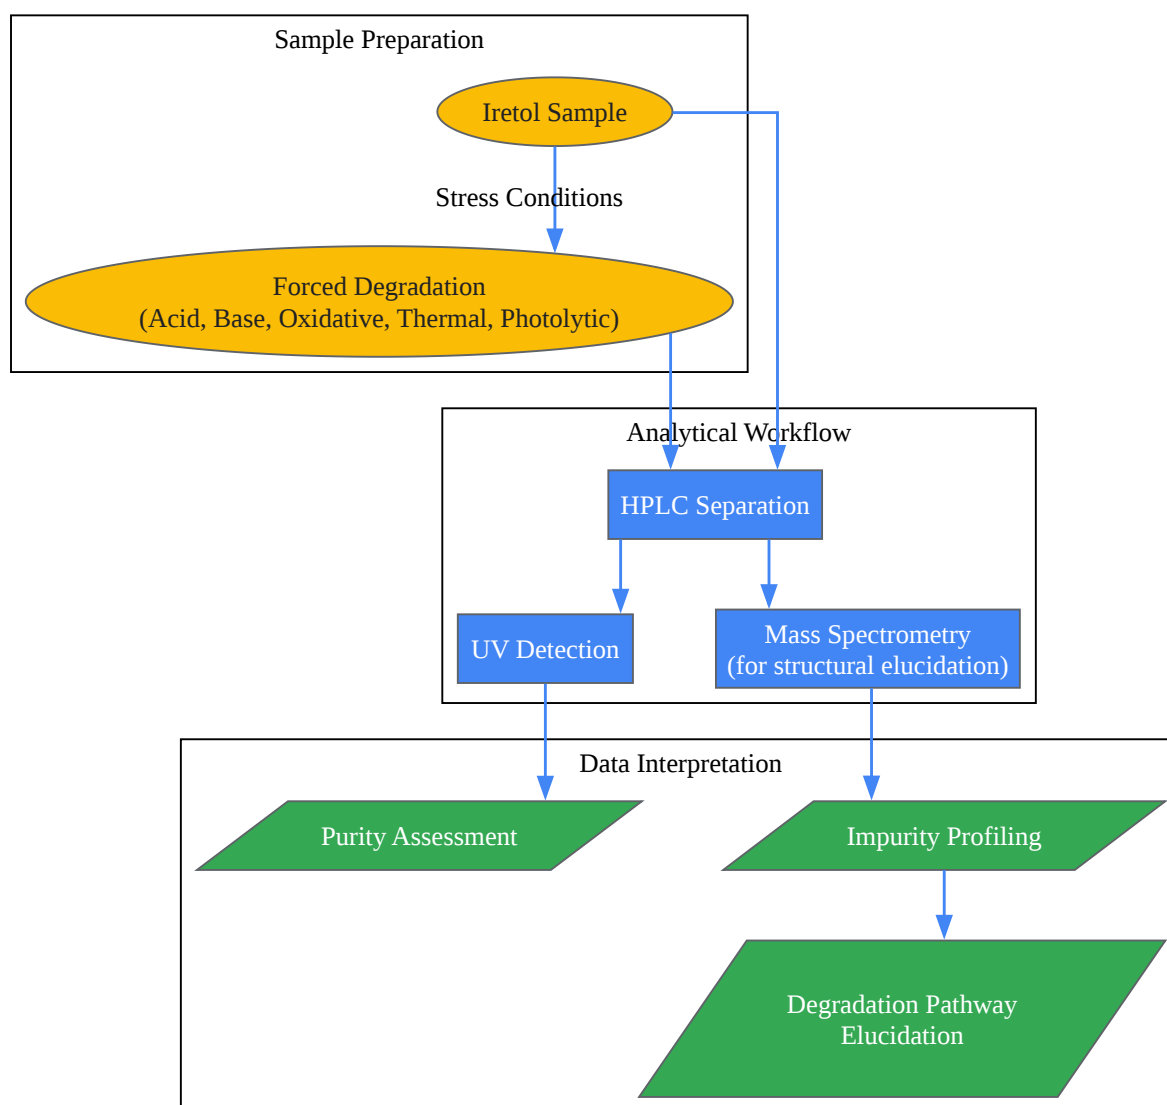 Sample Preparation
Iretol Sample
Stress Conditions
Forced Degradation
(Acid, Base, Oxidative, Thermal, Photolytic)
Analytical Workflow
HPLC Separation
UV Detection
Mass Spectrometry
(for structural elucidation)
Data Interpretation
Purity Assessment
Impurity Profiling
Degradation Pathway
Elucidation